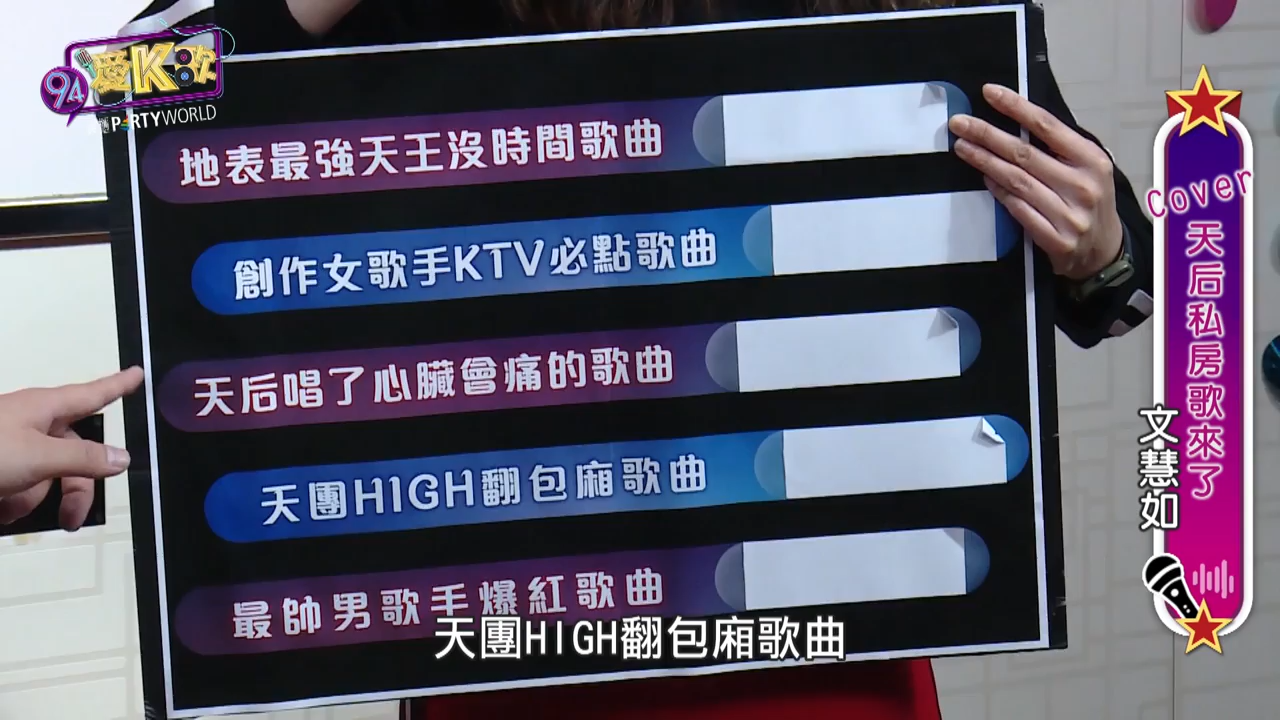 94愛K歌
PARTYWORLD
地表最強天王沒時間歌曲
創作女歌手KTV必點歌曲
天后唱了心臟會痛的歌曲
天團HIGH翻包廂歌曲
最帥男歌手爆紅歌曲
天團HIGH翻包廂歌曲
Cover
天后私房歌來了
文慧如